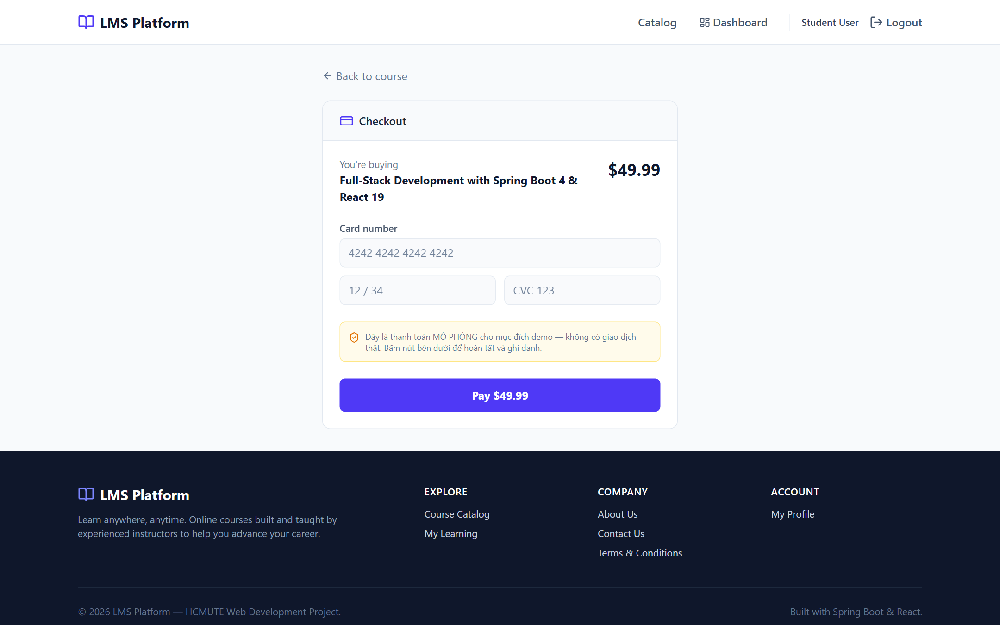 LMS Platform
Catalog
Dashboard
Student User
Logout
Back to course
Checkout
You're buying
$49.99
Full-Stack Development with Spring Boot 4 &
React 19
Card number
4242 4242 4242 4242
12 / 34
CVC 123
Đây là thanh toán MÔ PHỎNG cho mục đích demo — không có giao dịch
thật. Bấm nút bên dưới để hoàn tất và ghi danh.
Pay $49.99
LMS Platform
Learn anywhere, anytime. Online courses built and taught by
experienced instructors to help you advance your career.
EXPLORE
Course Catalog
My Learning
COMPANY
About Us
Contact Us
Terms & Conditions
ACCOUNT
My Profile
© 2026 LMS Platform — HCMUTE Web Development Project.
Built with Spring Boot & React.